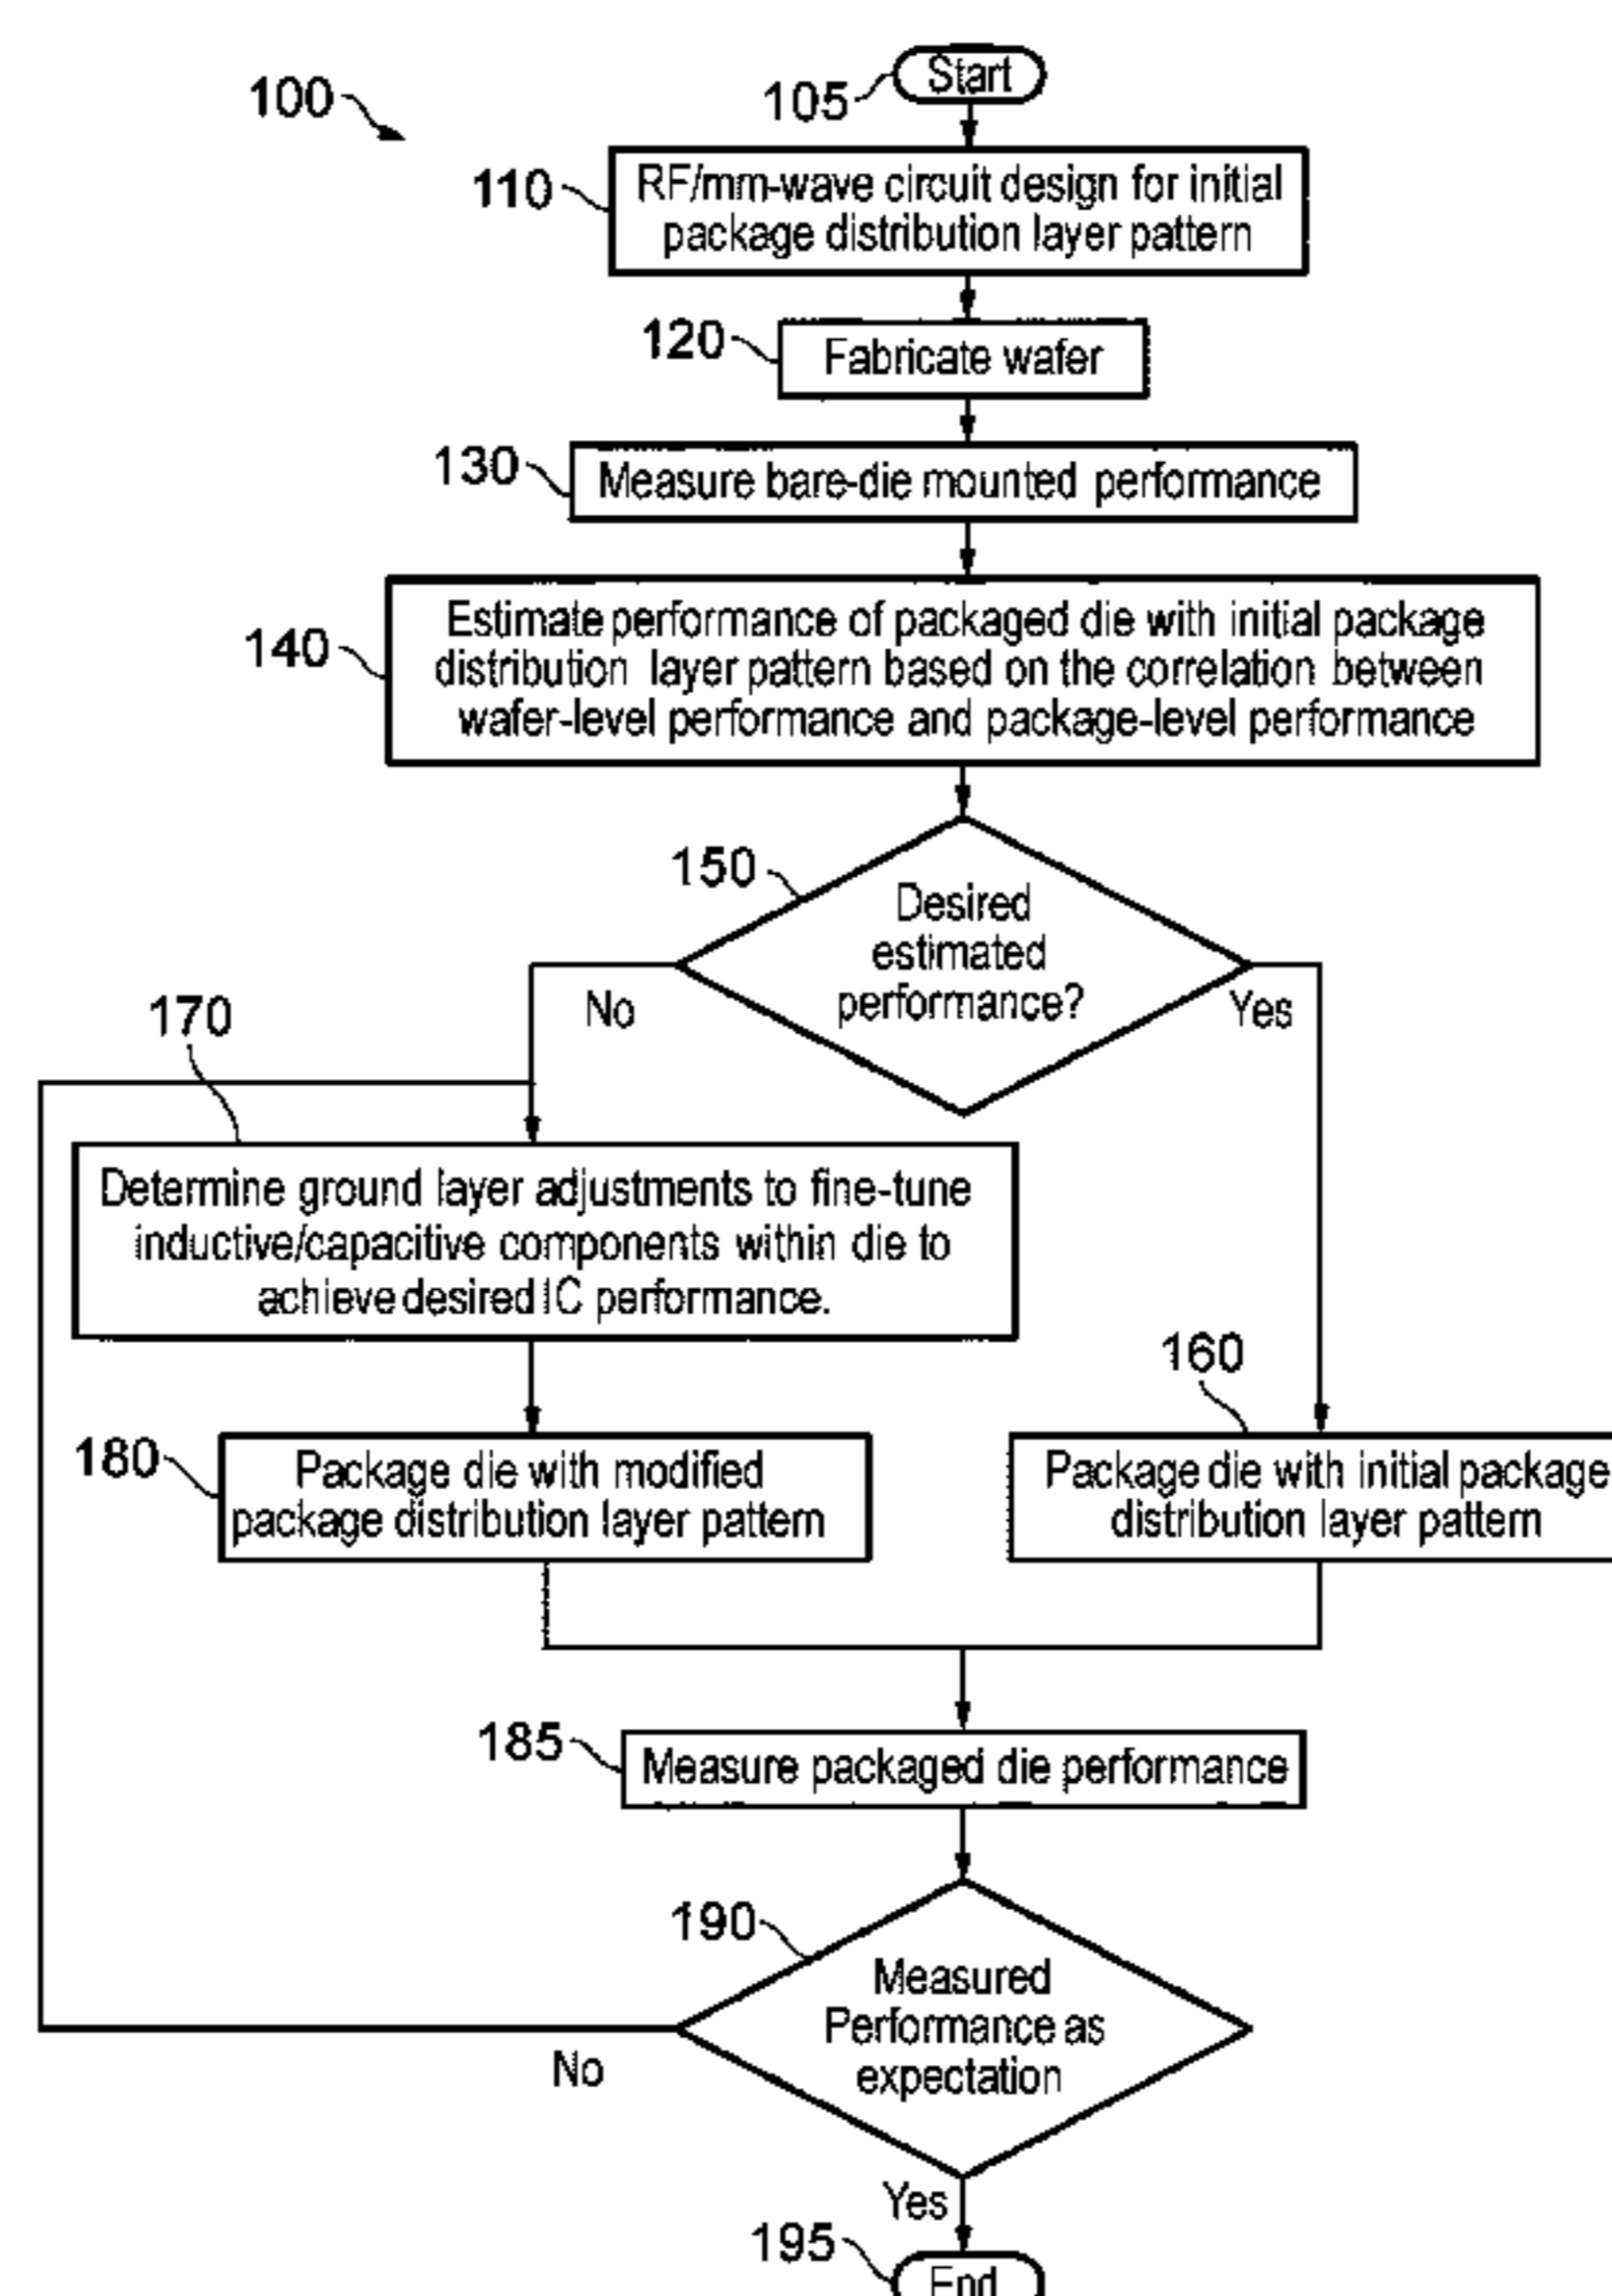 100
105
Start
110
RF/mm-wave circuit design for initial
package distribution layer pattern
120
Fabricate wafer
130
Measure bare-die mounted performance
140
Estimate performance of packaged die with initial package
distribution layer pattern based on the correlation between
wafer-level performance and package-level performance
150
Desired
estimated
performance?
No
Yes
170
Determine ground layer adjustments to fine-tune
inductive/capacitive components within die to
achieve desired IC performance.
160
180
Package die with modified
package distribution layer pattern
Package die with initial package
distribution layer pattern
185
Measure packaged die performance
190
Measured
Performance as
expectation
No
Yes
195
End